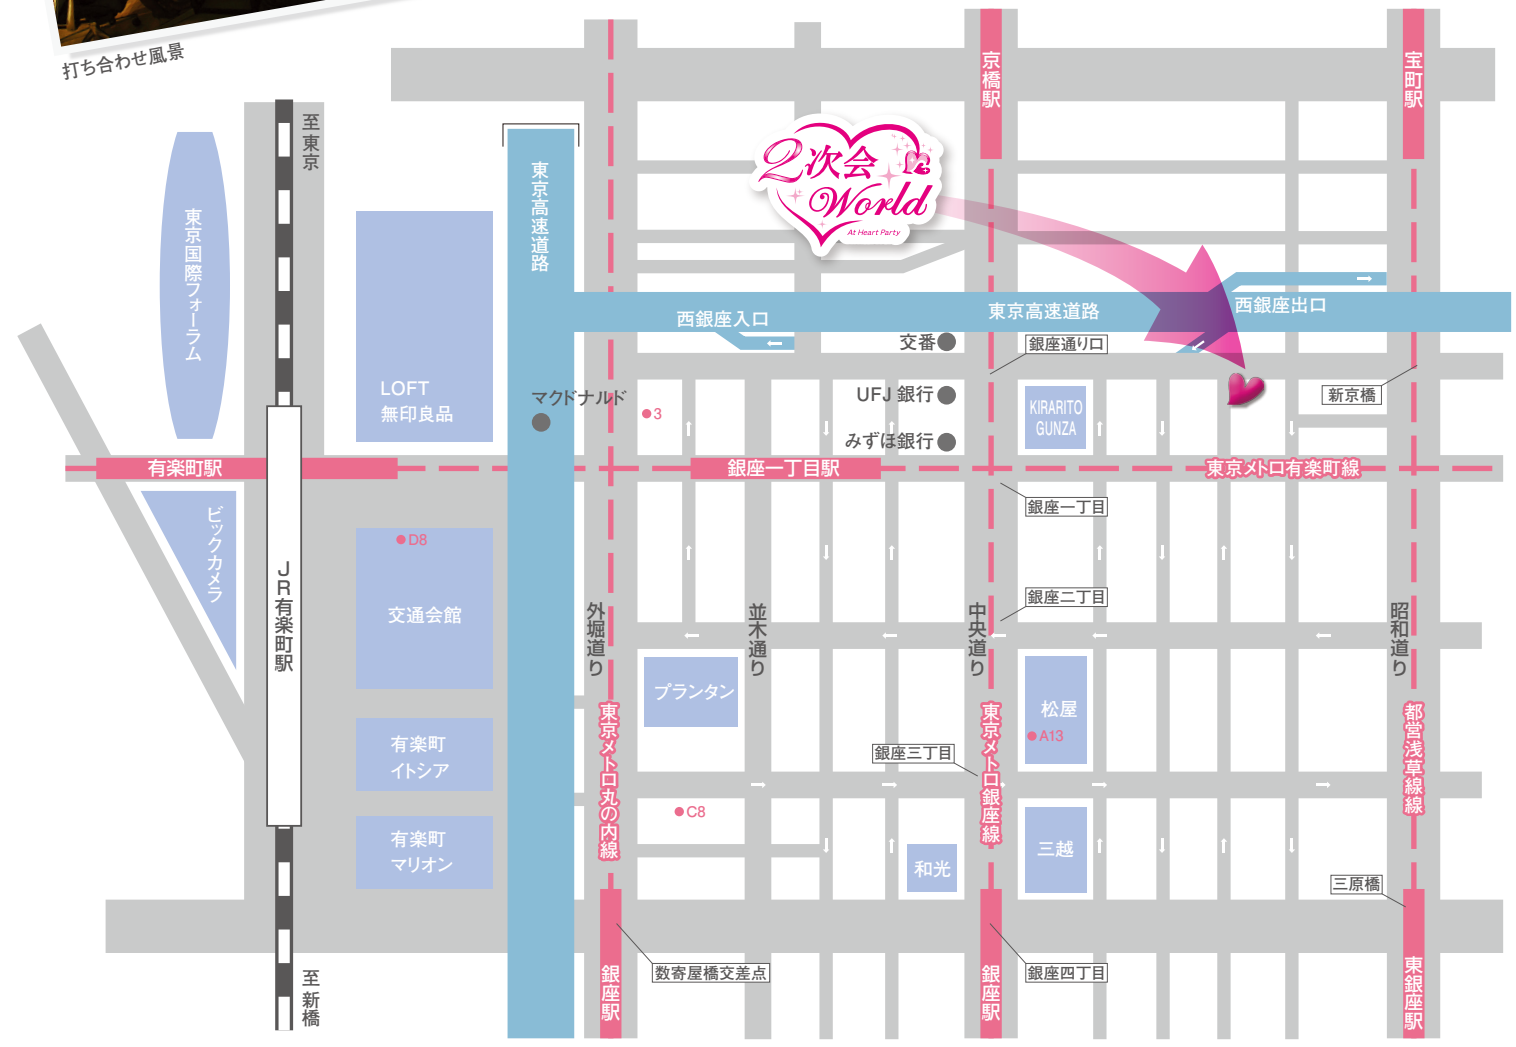 打ち合わせ風景
京橋駅
宝町駅
至東京
2次会
World
At Heart Party
東京高速道路
東京国際フォーラム
西銀座入口
東京高速道路
西銀座出口
交番
銀座通り口
LOFT
無印良品
マクドナルド
3
UFJ 銀行
KIRARITO
GUNZA
新京橋
みずほ銀行
有楽町駅
銀座一丁目駅
東京メトロ有楽町線
ビックカメラ
銀座一丁目
D8
JR有楽町駅
交通会館
銀座二丁目
外堀道り
並木通り
中央道り
昭和道り
プランタン
松屋
A13
有楽町
イトシア
東京メトロ丸の内線
東京メトロ銀座線
都営浅草線線
銀座三丁目
C8
有楽町
マリオン
和光
三越
三原橋
至新橋
銀座駅
数寄屋橋交差点
銀座駅
銀座四丁目
東銀座駅